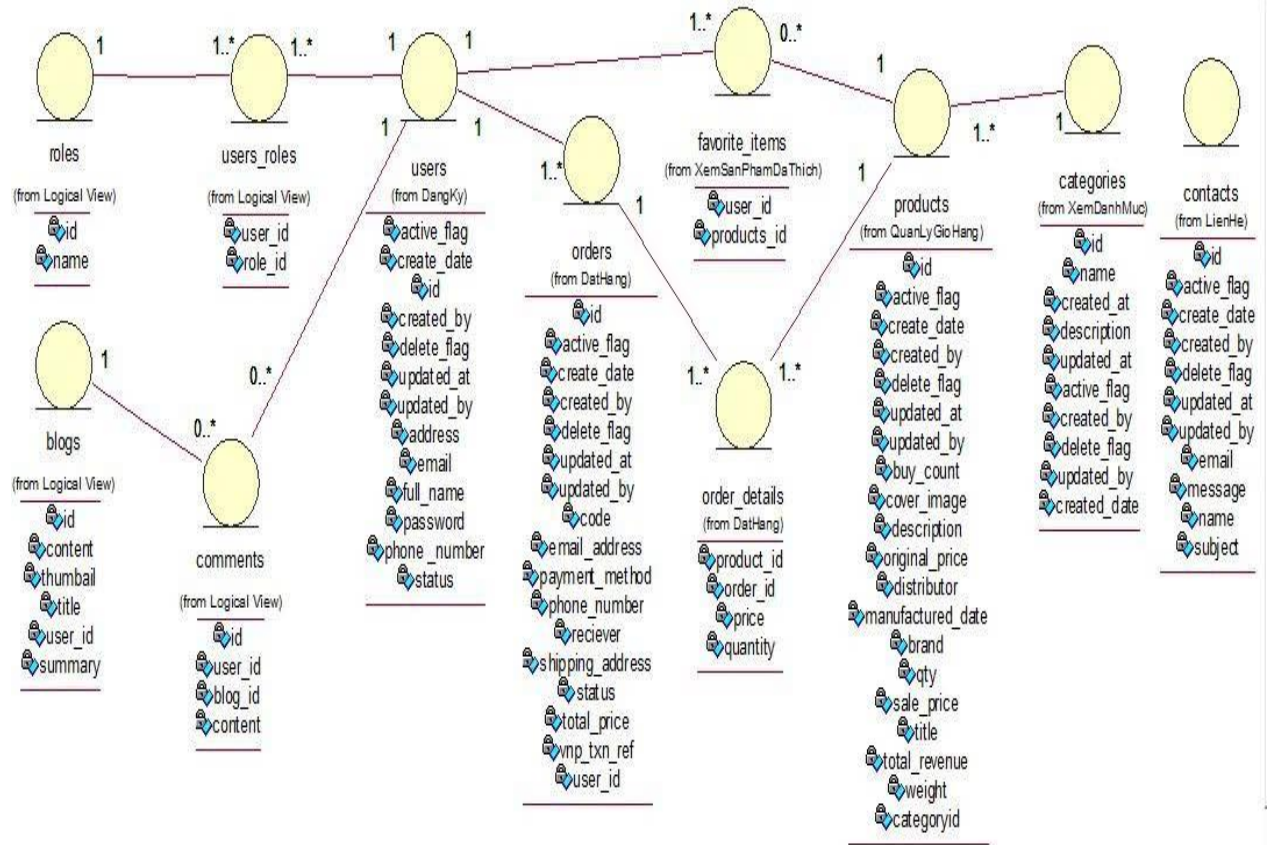 1
1..*
1..*
1
1
1..*
0..*
1
1..*
1
1
1
1..*
1
1
1..*
1..*
1
0..*
0..*
roles
(from Logical View)
id
name
users_roles
(from Logical View)
user_id
role_id
users
(from DangKy)
active_flag
create_date
id
created_by
delete_flag
updated_at
updated_by
address
email
full_name
password
phone_number
status
orders
(from DatHang)
id
active_flag
create_date
created_by
delete_flag
updated_at
updated_by
code
email_address
payment_method
phone_number
reciever
shipping_address
status
total_price
vnp_txn_ref
user_id
favorite_items
(from XemSanPhamDaThich)
user_id
products_id
products
(from QuanLyGioHang)
id
active_flag
create_date
created_by
delete_flag
updated_at
updated_by
buy_count
cover_image
description
original_price
distributor
manufactured_date
brand
qty
sale_price
title
total_revenue
weight
categoryid
categories
(from XemDanhMuc)
id
name
created_at
description
updated_at
active_flag
created_by
delete_flag
updated_by
created_date
contacts
(from LienHe)
id
active_flag
create_date
created_by
delete_flag
updated_at
updated_by
email
message
name
subject
blogs
(from Logical View)
id
content
thumbail
title
user_id
summary
comments
(from Logical View)
id
user_id
blog_id
content
order_details
(from DatHang)
product_id
order_id
price
quantity